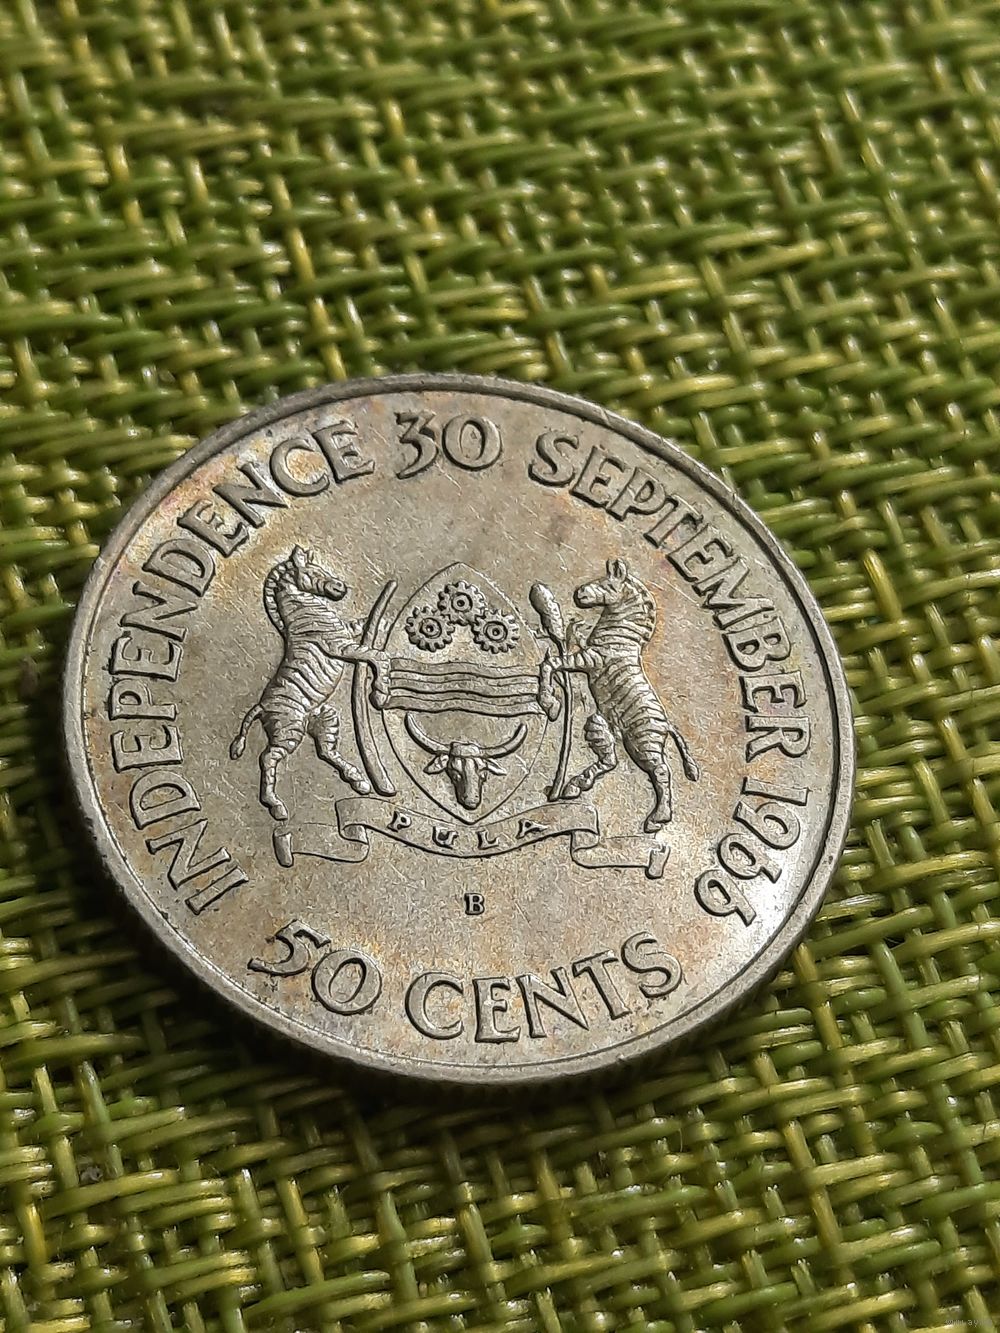 INDEPENDENCE 30 SEPTEMBER 1966
PULA
B
50 CENTS